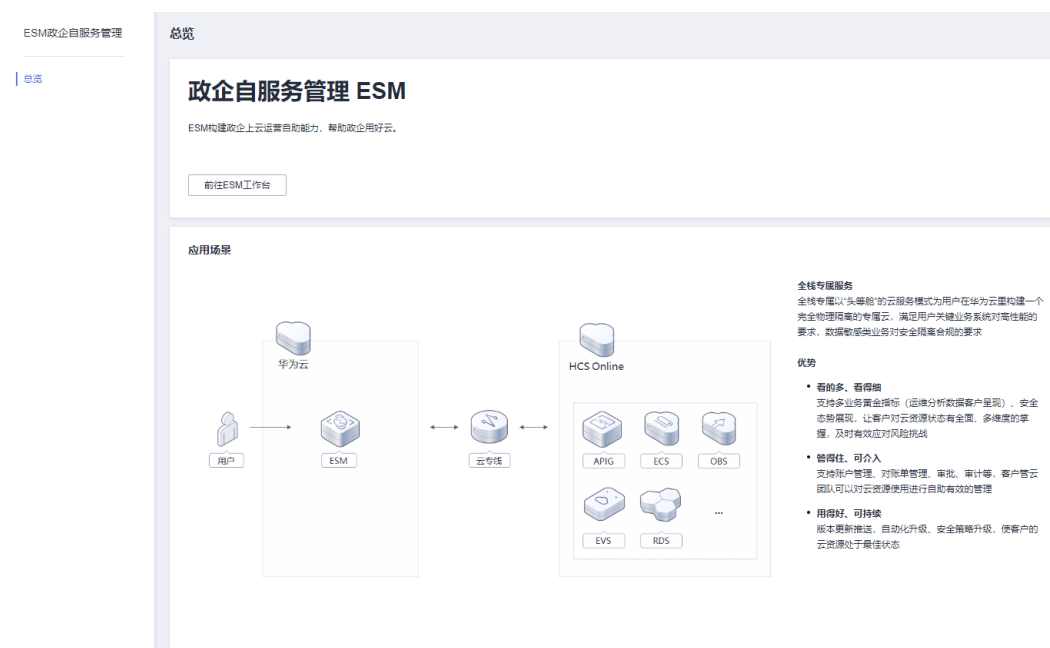 ESM政企自服务管理
总览
总览
政企自服务管理 ESM
ESM构建政企上云运营自助能力，帮助政企用好云。
前往ESM工作台
应用场景
华为云
HCS Online
用户
ESM
云专线
APIG
ECS
OBS
EVS
RDS
...
全栈专属服务
全栈专属以“头等舱”的云服务模式为用户在华为云里构建一个
完全物理隔离的专属云，满足用户关键业务系统对高性能的
要求，数据敏感类业务对安全隔离合规的要求
优势
• 看的多、看得细
支持多业务黄金指标（运维分析数据客户呈现）、安全
态势展现，让客户对云资源状态有全面、多维度的掌
握，及时有效应对风险挑战
• 管得住、可介入
支持账户管理、对账单管理、审批、审计等，客户管云
团队可以对云资源使用进行自助有效的管理
• 用得好、可持续
版本更新推送，自动化升级、安全策略升级，使客户的
云资源处于最佳状态